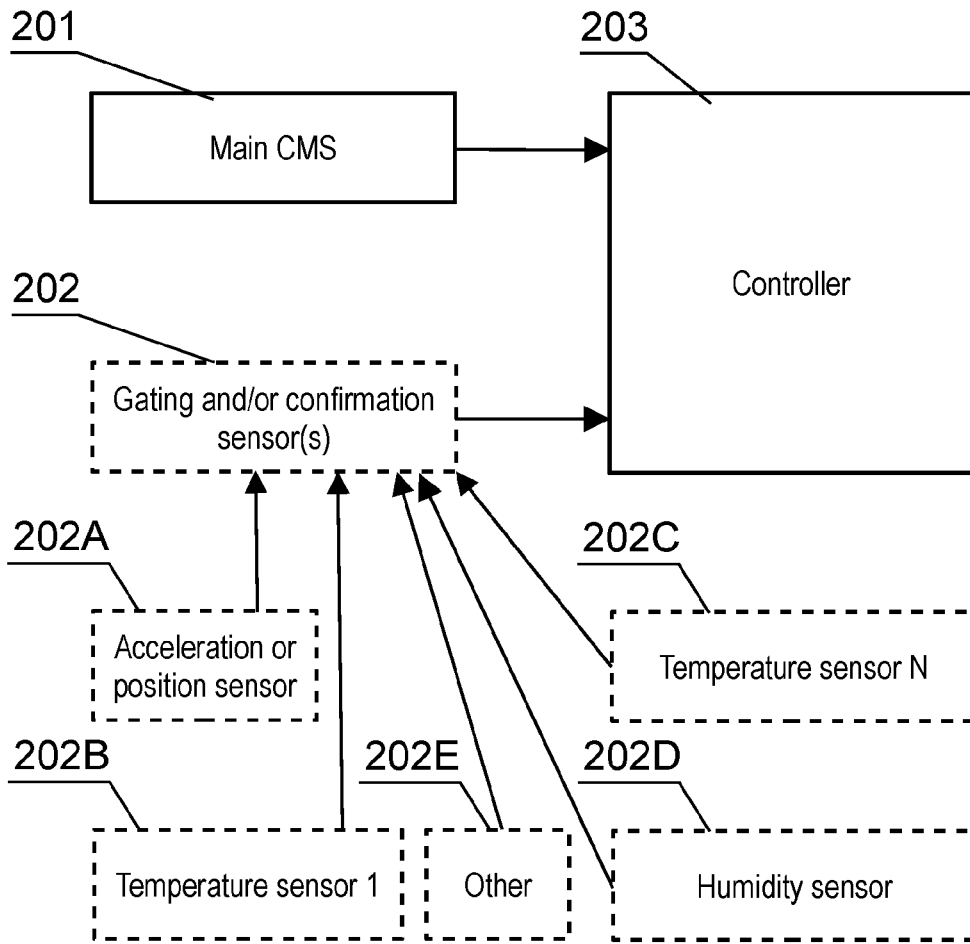 201
203
Main CMS
Controller
202
Gating and/or confirmation
sensor(s)
202A
202C
Acceleration or
position sensor
Temperature sensor N
202B
202E
202D
Temperature sensor 1
Other
Humidity sensor